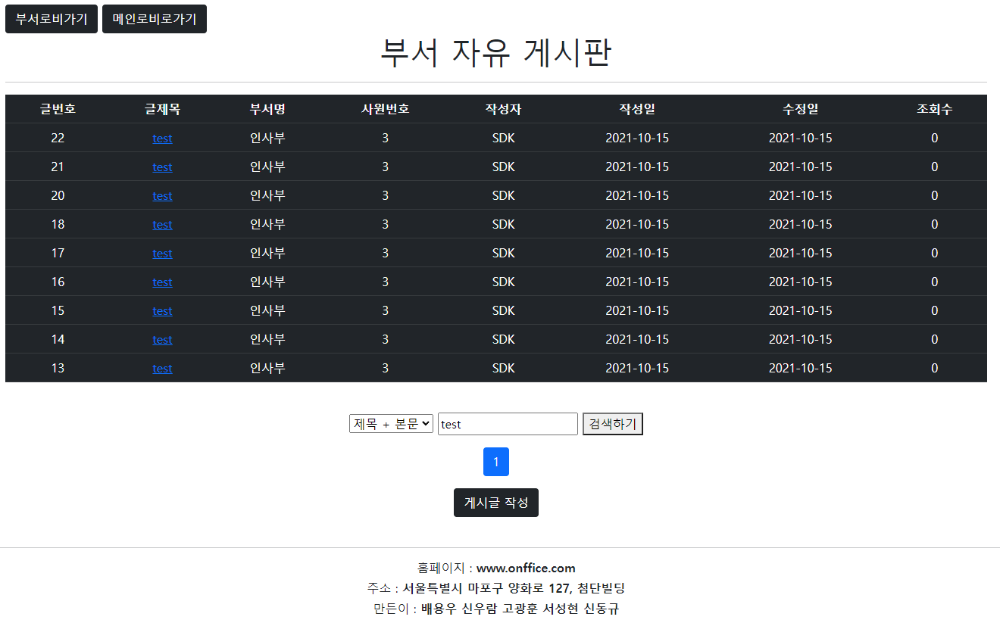 부서로비가기 메인로비로가기
부서 자유 게시판
글번호 글제목 부서명 사원번호 작성자 작성일 수정일 조회수
22 test 인사부 3 SDK 2021-10-15 2021-10-15 0
21 test 인사부 3 SDK 2021-10-15 2021-10-15 0
20 test 인사부 3 SDK 2021-10-15 2021-10-15 0
18 test 인사부 3 SDK 2021-10-15 2021-10-15 0
17 test 인사부 3 SDK 2021-10-15 2021-10-15 0
16 test 인사부 3 SDK 2021-10-15 2021-10-15 0
15 test 인사부 3 SDK 2021-10-15 2021-10-15 0
14 test 인사부 3 SDK 2021-10-15 2021-10-15 0
13 test 인사부 3 SDK 2021-10-15 2021-10-15 0
제목 + 본문 test 검색하기
1
게시글 작성
홈페이지 : www.onffice.com
주소 : 서울특별시 마포구 양화로 127, 첨단빌딩
만든이 : 배용우 신우람 고광훈 서성현 신동규